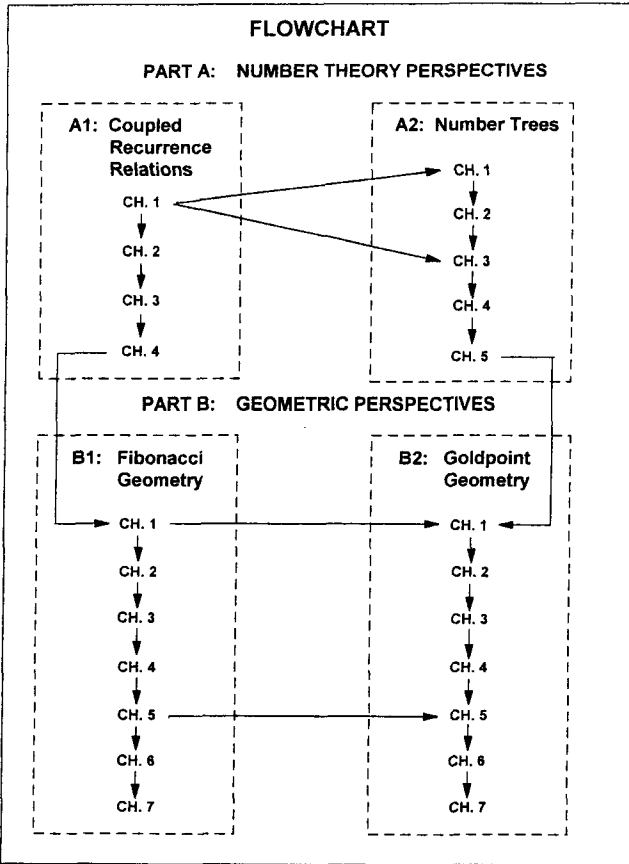 FLOWCHART
PART A: NUMBER THEORY PERSPECTIVES
A1: Coupled
Recurrence
Relations
CH. 1
CH. 2
CH. 3
CH. 4
A2: Number Trees
CH. 1
CH. 2
CH. 3
CH. 4
CH. 5
PART B: GEOMETRIC PERSPECTIVES
B1: Fibonacci
Geometry
CH. 1
CH. 2
CH. 3
CH. 4
CH. 5
CH. 6
CH. 7
B2: Goldpoint
Geometry
CH. 1
CH. 2
CH. 3
CH. 4
CH. 5
CH. 6
CH. 7